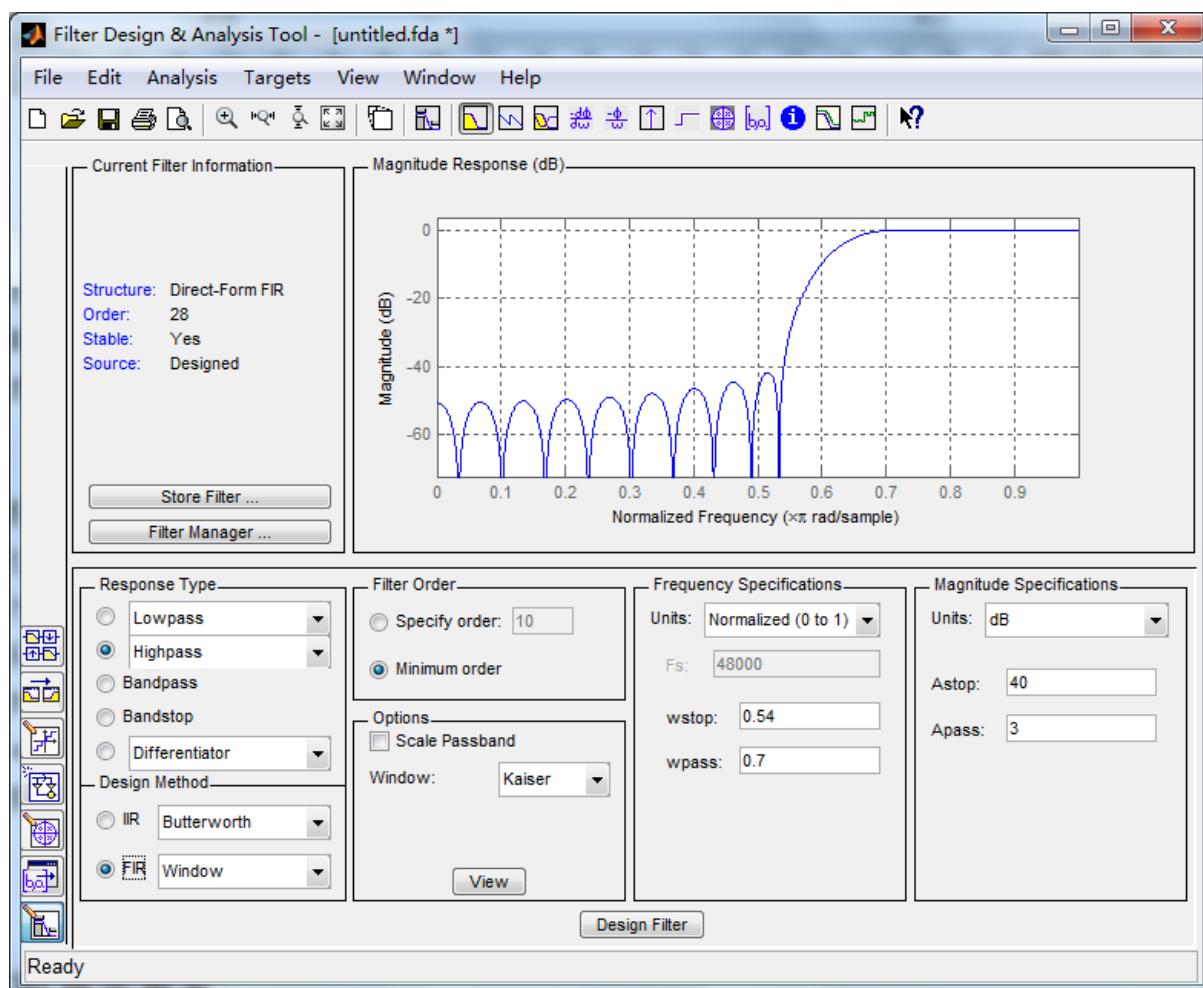 Filter Design & Analysis Tool - [untitled.fda *]
File Edit Analysis Targets View Window Help
Current Filter Information
Structure: Direct-Form FIR
Order: 28
Stable: Yes
Source: Designed
Store Filter ...
Filter Manager ...
Magnitude Response (dB)
Magnitude (dB)
0
-20
-40
-60
0 0.1 0.2 0.3 0.4 0.5 0.6 0.7 0.8 0.9
Normalized Frequency (×π rad/sample)
Response Type
Lowpass
Highpass
Bandpass
Bandstop
Differentiator
Design Method
IIR Butterworth
FIR Window
Filter Order
Specify order: 10
Minimum order
Options
Scale Passband
Window: Kaiser
View
Frequency Specifications
Units: Normalized (0 to 1)
Fs: 48000
wstop: 0.54
wpass: 0.7
Magnitude Specifications
Units: dB
Astop: 40
Apass: 3
Design Filter
Ready